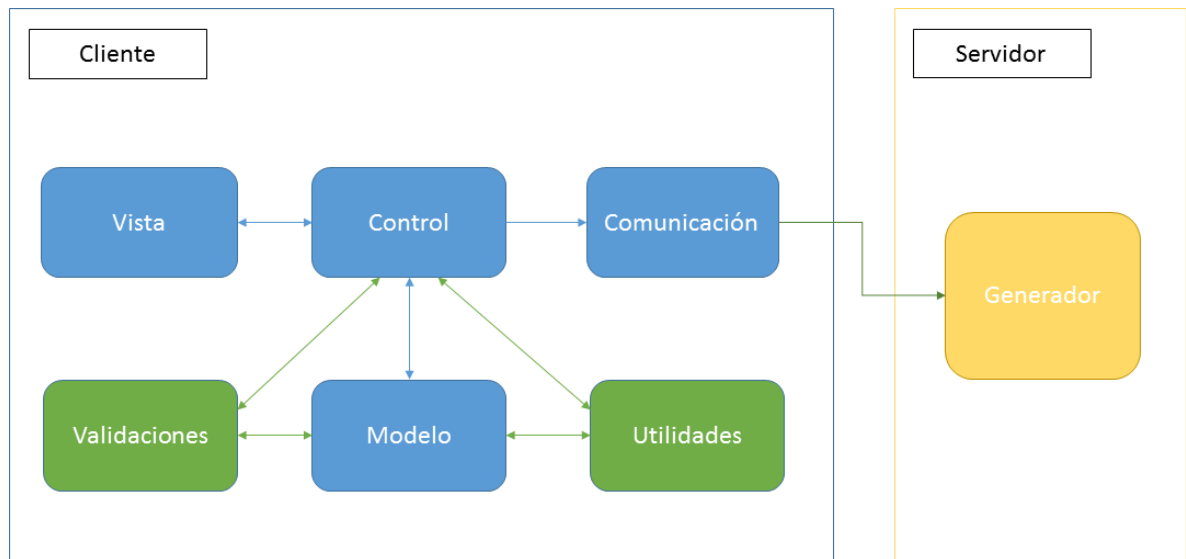 Cliente
Servidor
Vista
Control
Comunicación
Generador
Validaciones
Modelo
Utilidades